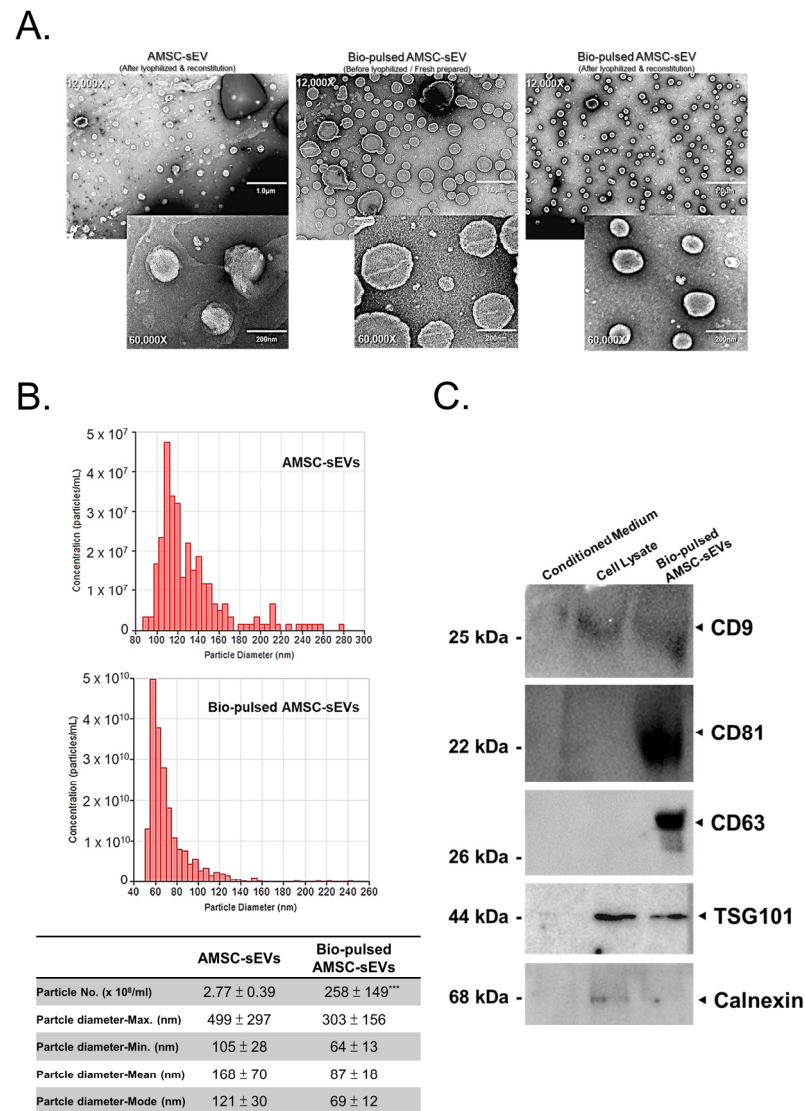 A.
AMSC-sEV
(After lyophilized & reconstitution)
Bio-pulsed AMSC-sEV
(Before lyophilized / Fresh prepared)
Bio-pulsed AMSC-sEV
(After lyophilized & reconstitution)
12,000X
1.0µm
60,000X
200nm
12,000X
1.0µm
60,000X
200nm
12,000X
1.0µm
60,000X
200nm
B.
5 x 10⁷
4 x 10⁷
3 x 10⁷
2 x 10⁷
1 x 10⁷
0
Concentration (particles/mL)
AMSC-sEVs
80 100 120 140 160 180 200 220 240 260 280 300
Particle Diameter (nm)
5 x 10¹⁰
4 x 10¹⁰
3 x 10¹⁰
2 x 10¹⁰
1 x 10¹⁰
0
Concentration (particles/mL)
Bio-pulsed AMSC-sEVs
40 60 80 100 120 140 160 180 200 220 240 260
Particle Diameter (nm)
AMSC-sEVs Bio-pulsed AMSC-sEVs
Particle No. (x 10⁸/ml) 2.77 ± 0.39 258 ± 149***
Partcle diameter-Max. (nm) 499 ± 297 303 ± 156
Partcle diameter-Min. (nm) 105 ± 28 64 ± 13
Partcle diameter-Mean (nm) 168 ± 70 87 ± 18
Partcle diameter-Mode (nm) 121 ± 30 69 ± 12
C.
Conditioned Medium
Cell Lysate
Bio-pulsed
AMSC-sEVs
25 kDa - CD9
22 kDa - CD81
26 kDa - CD63
44 kDa - TSG101
68 kDa - Calnexin